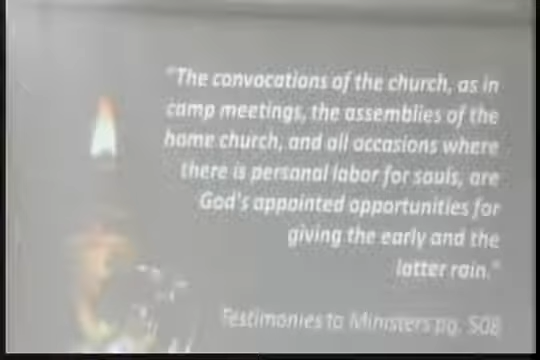 "The convocations of the church, as in
camp meetings, the assemblies of the
home church, and all occasions where
there is personal labor for souls, are
God's appointed opportunities for
giving the early and the
latter rain."
Testimonies to Ministers pg. 508